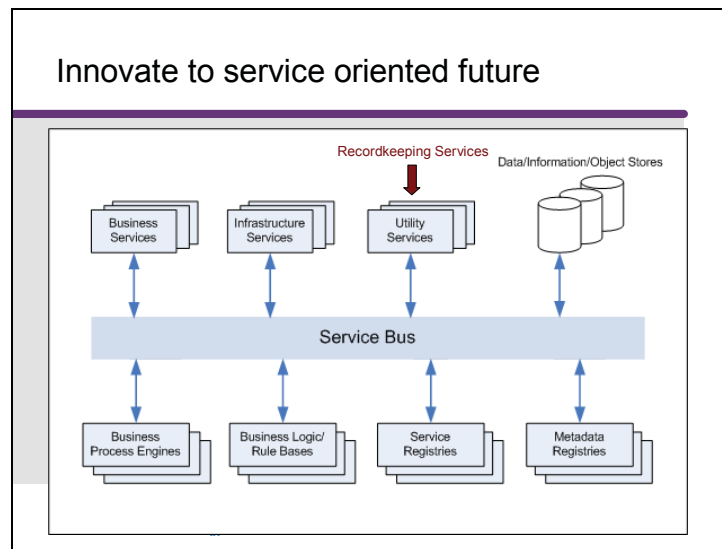 Innovate to service oriented future
Recordkeeping Services
Data/Information/Object Stores
Business
Services
Infrastructure
Services
Utility
Services
Service Bus
Business
Process Engines
Business Logic/
Rule Bases
Service
Registries
Metadata
Registries